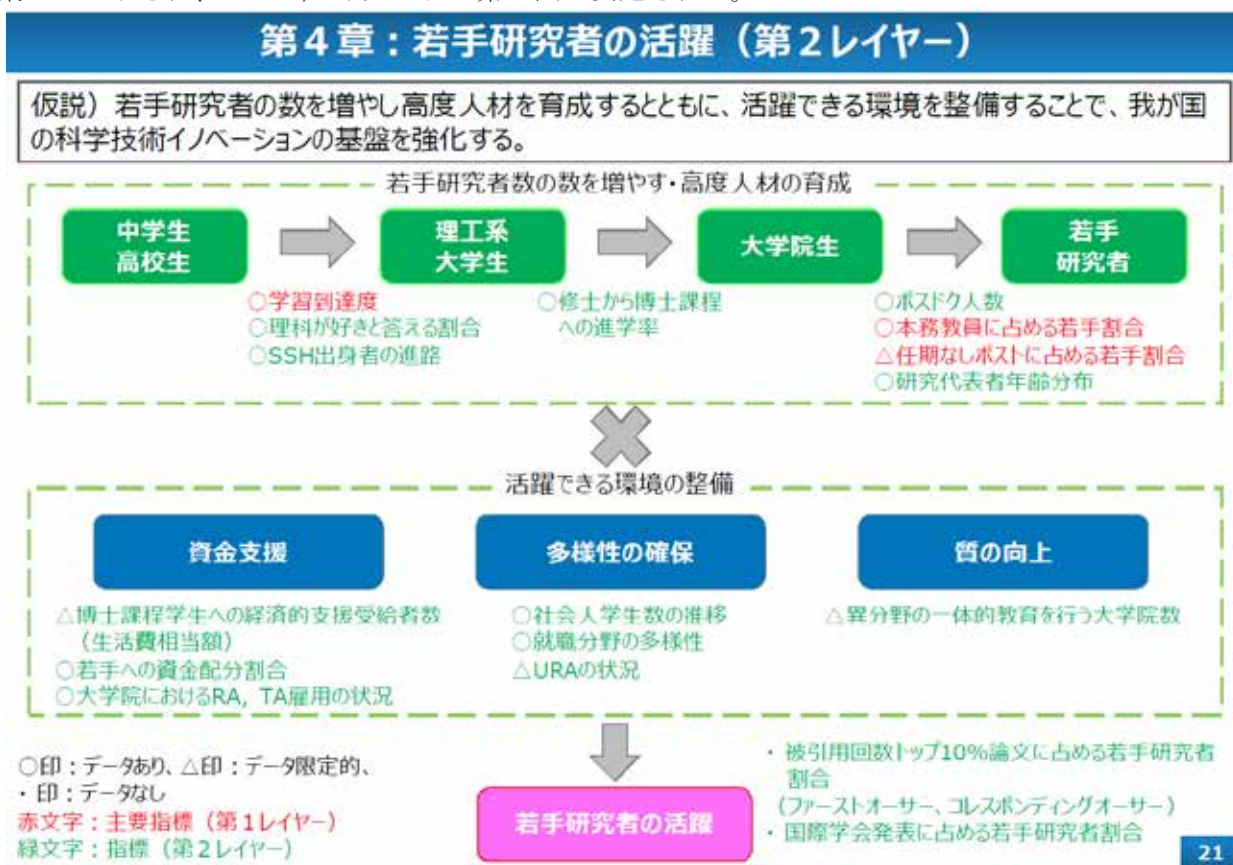 第4章：若手研究者の活躍（第2レイヤー）
仮説）若手研究者の数を増やし高度人材を育成するとともに、活躍できる環境を整備することで、我が国
の科学技術イノベーションの基盤を強化する。
若手研究者数の数を増やす・高度人材の育成
中学生
高校生
理工系
大学生
大学院生
若手
研究者
○学習到達度
○理科が好きと答える割合
○SSH出身者の進路
○修士から博士課程
への進学率
○ポスドク人数
○本務教員に占める若手割合
△任期なしポストに占める若手割合
○研究代表者年齢分布
活躍できる環境の整備
資金支援
多様性の確保
質の向上
△博士課程学生への経済的支援受給者数
（生活費相当額）
○若手への資金配分割合
○大学院におけるRA，TA雇用の状況
○社会人学生数の推移
○就職分野の多様性
△URAの状況
△異分野の一体的教育を行う大学院数
○印：データあり、△印：データ限定的、
・印：データなし
赤文字：主要指標（第1レイヤー）
緑文字：指標（第2レイヤー）
若手研究者の活躍
・被引用回数トップ10%論文に占める若手研究者
割合
（ファーストオーサー、コレスポンディングオーサー）
・国際学会発表に占める若手研究者割合
21